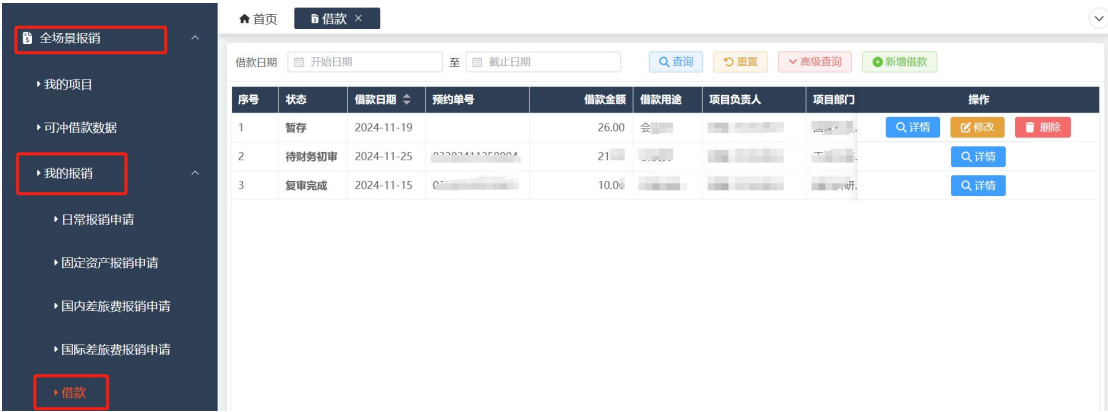 首页
借款 ×
全场景报销
我的项目
可冲借款数据
我的报销
日常报销申请
固定资产报销申请
国内差旅费报销申请
国际差旅费报销申请
借款
借款日期 开始日期 至 截止日期 查询 重置 高级查询 新增借款
序号 状态 借款日期 预约单号 借款金额 借款用途 项目负责人 项目部门 操作
1 暂存 2024-11-19 26.00 详情 修改 删除
2 待财务初审 2024-11-25 详情
3 复审完成 2024-11-15 10.00 详情